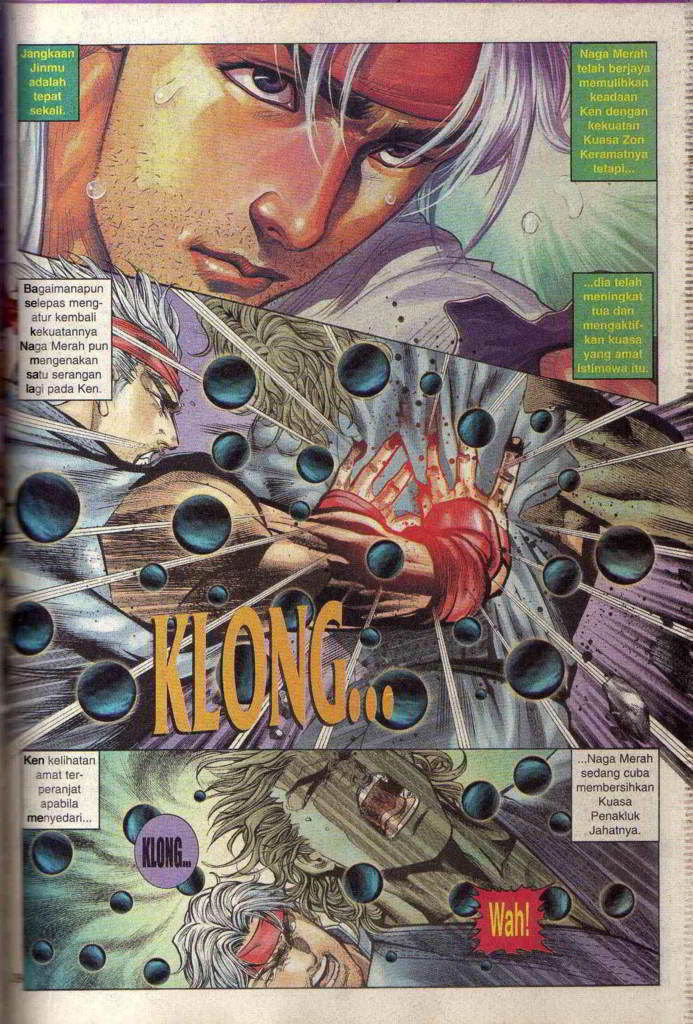 Jangkaan
Jinmu
adalah
tepat
sekali.
Naga Merah
telah berjaya
memulihkan
keadaan
Ken dengan
kekuatan
Kuasa Zon
Keramatnya
tetapi...
...dia telah
meningkat
tua dan
mengaktif-
kan kuasa
yang amat
Istimewa itu.
Bagaimanapun
selepas meng-
atur kembali
kekuatannya
Naga Merah pun
mengenakan
satu serangan
lagi pada Ken.
KLONG...
Ken kelihatan
amat ter-
peranjat
apabila
menyedari...
...Naga Merah
sedang cuba
membersihkan
Kuasa
Penakluk
Jahatnya.
KLONG...
Wah!